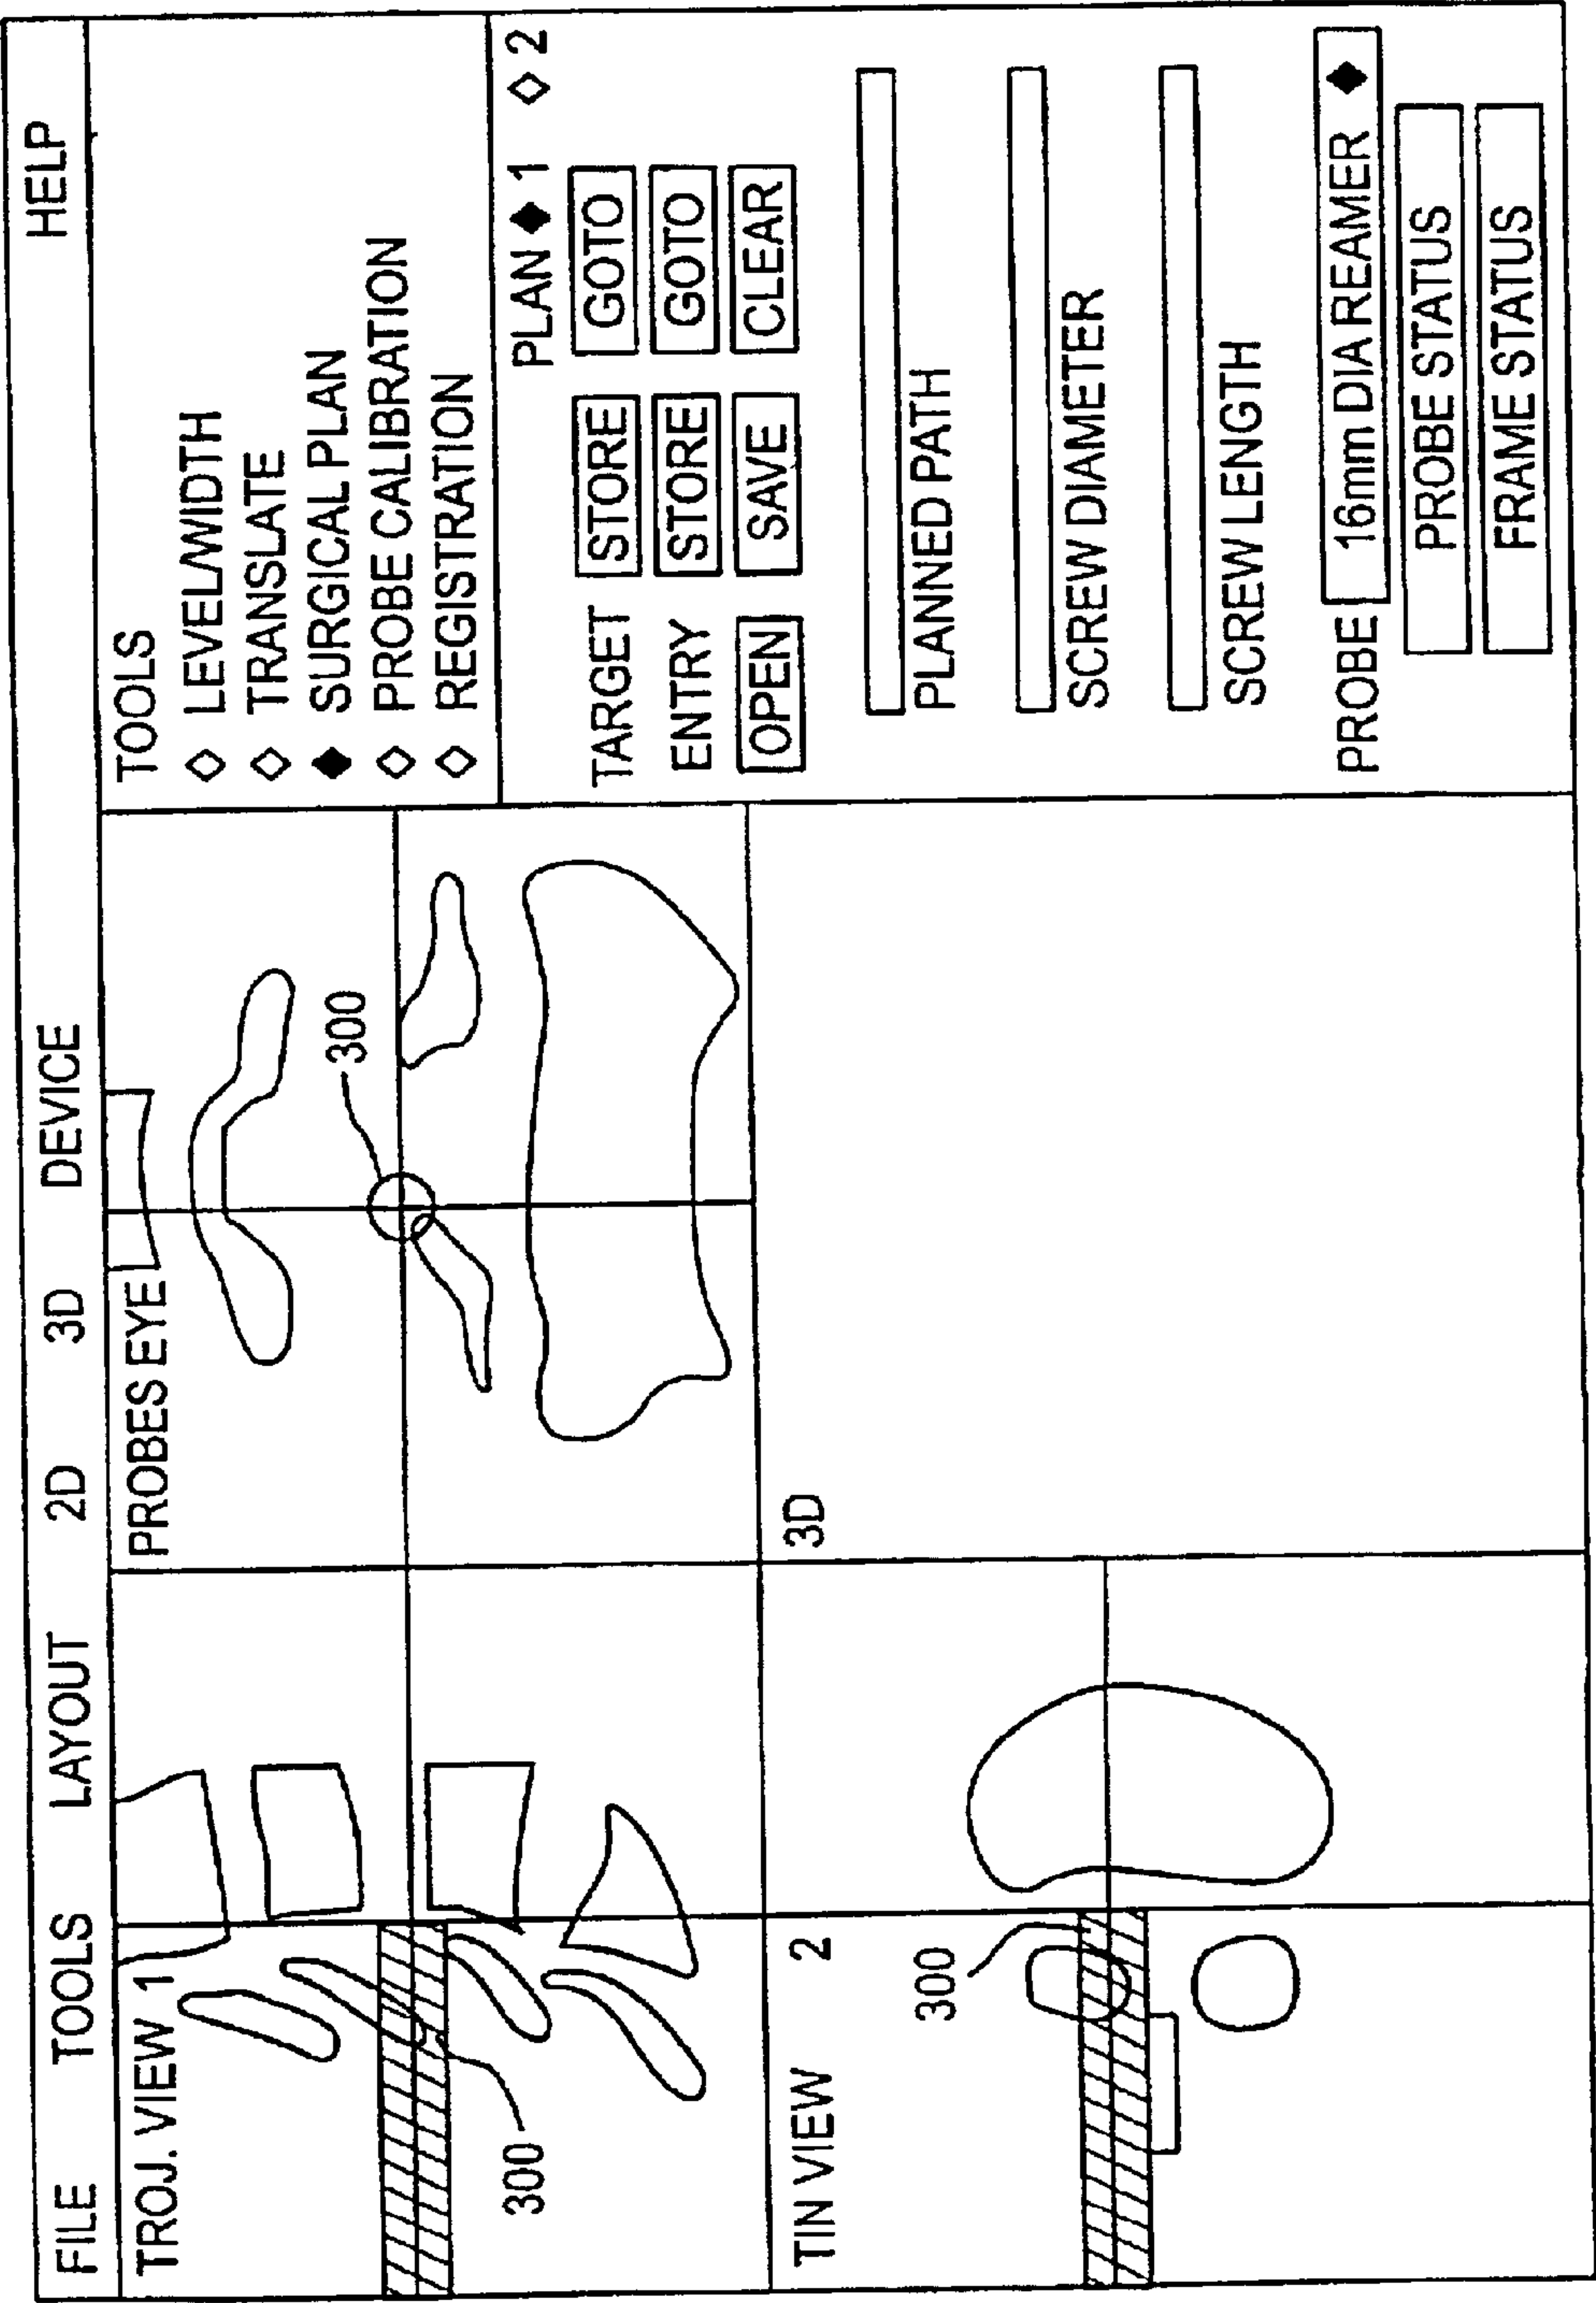 FILE TOOLS LAYOUT 2D 3D DEVICE HELP
TROJ. VIEW 1
300
PROBES EYE
300
TIN VIEW 2
300
3D
TOOLS
◇ LEVEL/WIDTH
◇ TRANSLATE
◆ SURGICAL PLAN
◇ PROBE CALIBRATION
◇ REGISTRATION
PLAN ◆ 1 ◇ 2
TARGET STORE GOTO
ENTRY STORE GOTO
OPEN SAVE CLEAR
PLANNED PATH
SCREW DIAMETER
SCREW LENGTH
PROBE 16mm DIA REAMER ◆
PROBE STATUS
FRAME STATUS